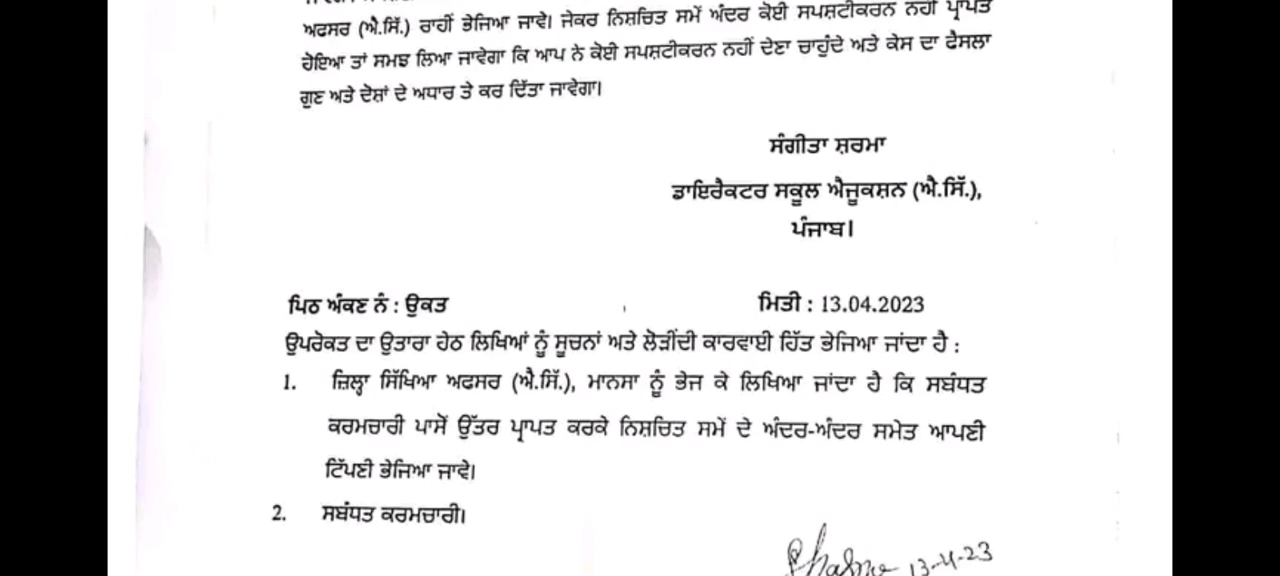 ਅਫਸਰ (ਐ.ਸਿੱ.) ਰਾਹੀਂ ਭੇਜਿਆ ਜਾਵੇ। ਜੇਕਰ ਨਿਸ਼ਚਿਤ ਸਮੇਂ ਅੰਦਰ ਕੋਈ ਸਪਸ਼ਟੀਕਰਨ ਨਹੀਂ ਪ੍ਰਾਪਤ
ਹੋਇਆ ਤਾਂ ਸਮਝ ਲਿਆ ਜਾਵੇਗਾ ਕਿ ਆਪ ਨੇ ਕੋਈ ਸਪਸ਼ਟੀਕਰਨ ਨਹੀਂ ਦੇਣਾ ਚਾਹੁੰਦੇ ਅਤੇ ਕੇਸ ਦਾ ਫੈਸਲਾ
ਗੁਣ ਅਤੇ ਦੋਸ਼ਾਂ ਦੇ ਅਧਾਰ ਤੇ ਕਰ ਦਿੱਤਾ ਜਾਵੇਗਾ।
ਸੰਗੀਤਾ ਸ਼ਰਮਾ
ਡਾਇਰੈਕਟਰ ਸਕੂਲ ਐਜੂਕਸ਼ਨ (ਐ.ਸਿੱ.),
ਪੰਜਾਬ।
ਪਿਠ ਅੰਕਣ ਨੰ : ਉਕਤ ਮਿਤੀ : 13.04.2023
ਉਪਰੋਕਤ ਦਾ ਉਤਾਰਾ ਹੇਠ ਲਿਖਿਆਂ ਨੂੰ ਸੂਚਨਾਂ ਅਤੇ ਲੋੜੀਂਦੀ ਕਾਰਵਾਈ ਹਿੱਤ ਭੇਜਿਆ ਜਾਂਦਾ ਹੈ :
1. ਜ਼ਿਲ੍ਹਾ ਸਿੱਖਿਆ ਅਫਸਰ (ਐ.ਸਿੱ.), ਮਾਨਸਾ ਨੂੰ ਭੇਜ ਕੇ ਲਿਖਿਆ ਜਾਂਦਾ ਹੈ ਕਿ ਸਬੰਧਤ
ਕਰਮਚਾਰੀ ਪਾਸੋਂ ਉੱਤਰ ਪ੍ਰਾਪਤ ਕਰਕੇ ਨਿਸ਼ਚਿਤ ਸਮੇਂ ਦੇ ਅੰਦਰ-ਅੰਦਰ ਸਮੇਤ ਆਪਣੀ
ਟਿੱਪਣੀ ਭੇਜਿਆ ਜਾਵੇ।
2. ਸਬੰਧਤ ਕਰਮਚਾਰੀ।
13-4-23